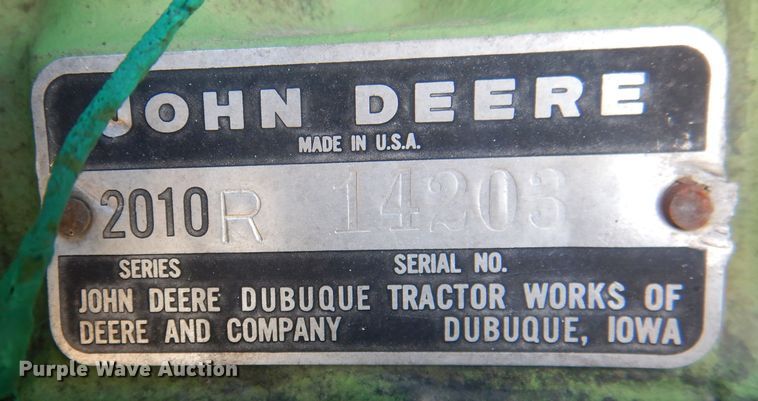 JOHN DEERE
MADE IN U.S.A.
2010 R 14203
SERIES SERIAL NO.
JOHN DEERE DUBUQUE TRACTOR WORKS OF
DEERE AND COMPANY DUBUQUE, IOWA
Purple Wave Auction